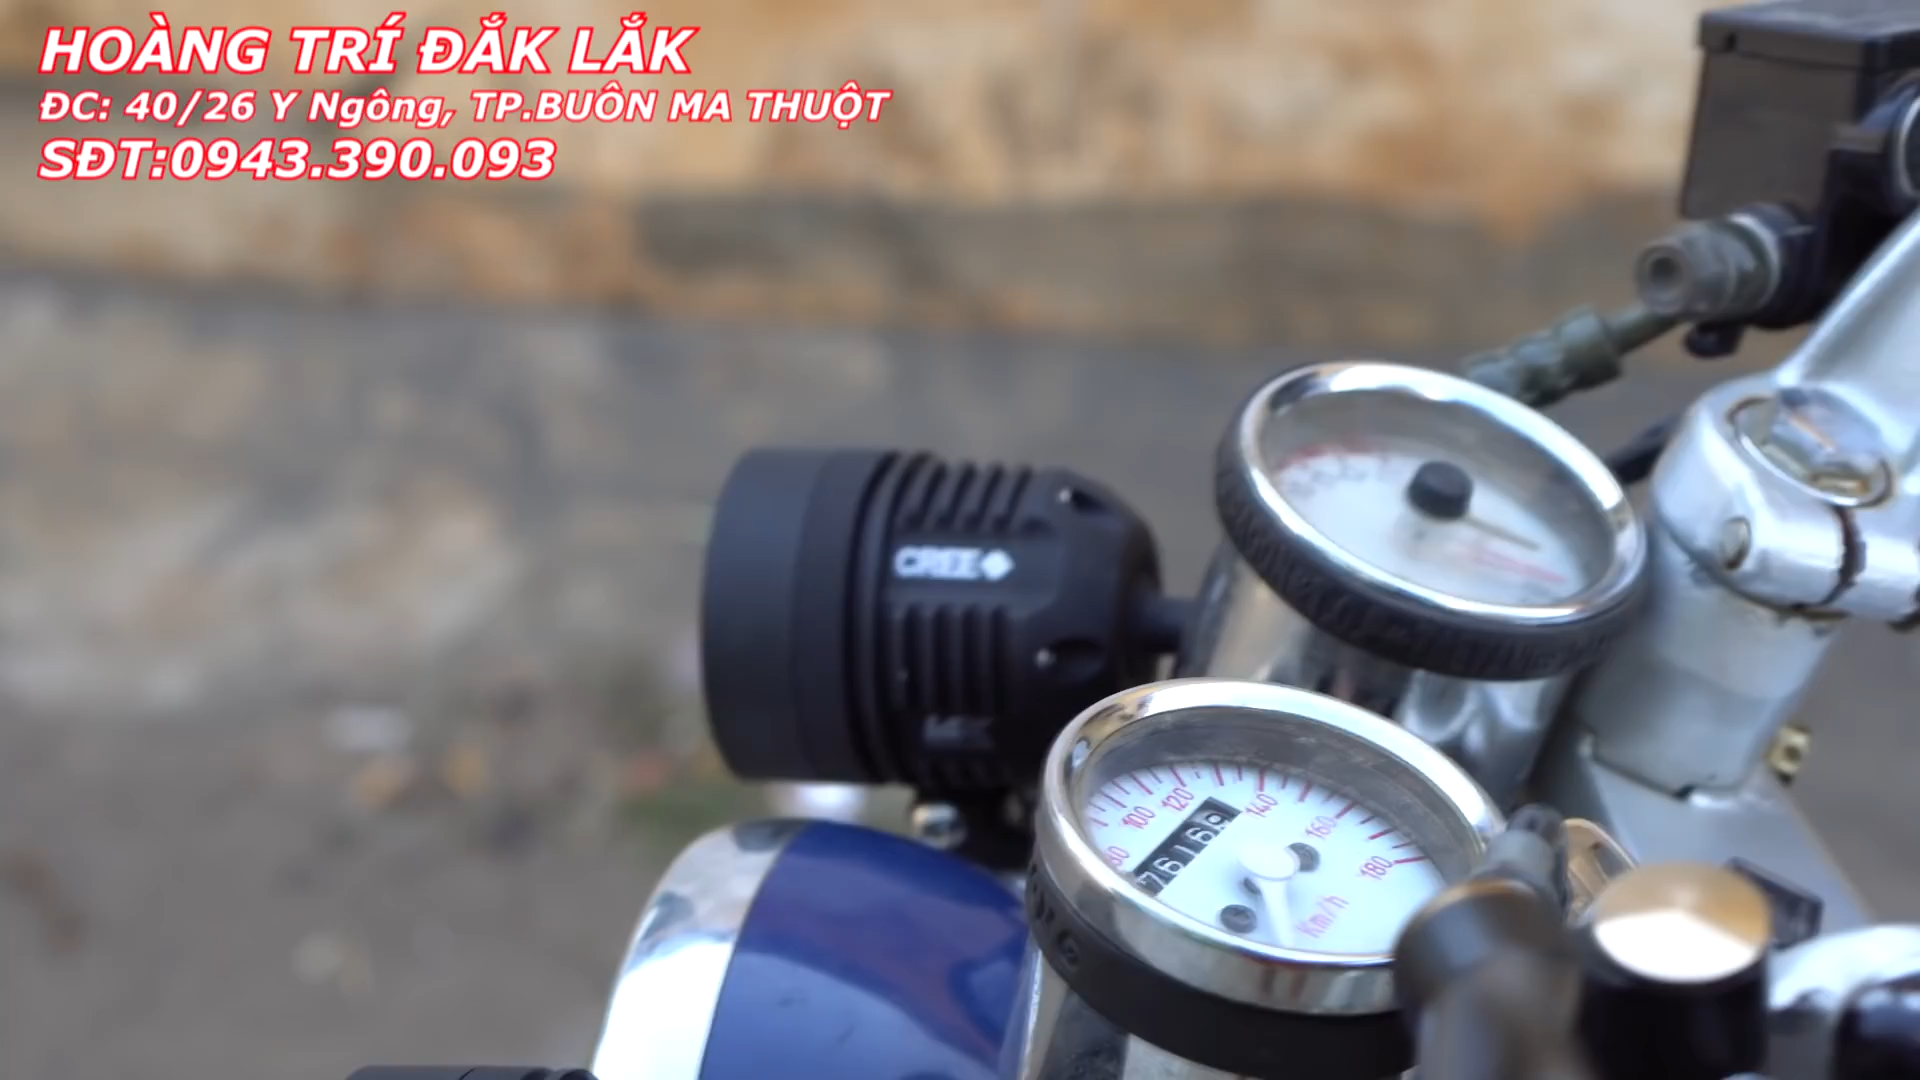 HOÀNG TRÍ ĐẮK LẮK
ĐC: 40/26 Y Ngông, TP.BUÔN MA THUỘT
SĐT:0943.390.093
CREE
100
120
140
160
180
76169
Km/h